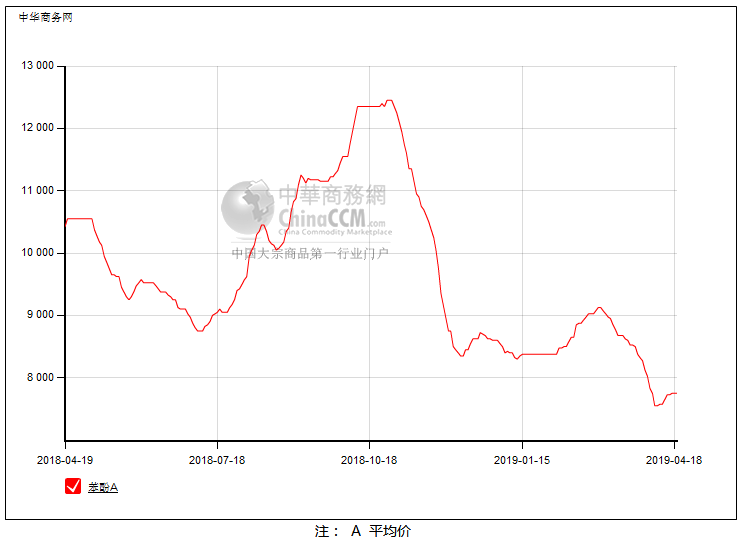 中华商务网
13 000
12 000
11 000
10 000
9 000
8 000
中華商務網
ChinaCCM.com
China Commodity Marketplace
中国大宗商品第一行业门户
2018-04-19 2018-07-18 2018-10-18 2019-01-15 2019-04-18
苯酚A
注： A 平均价